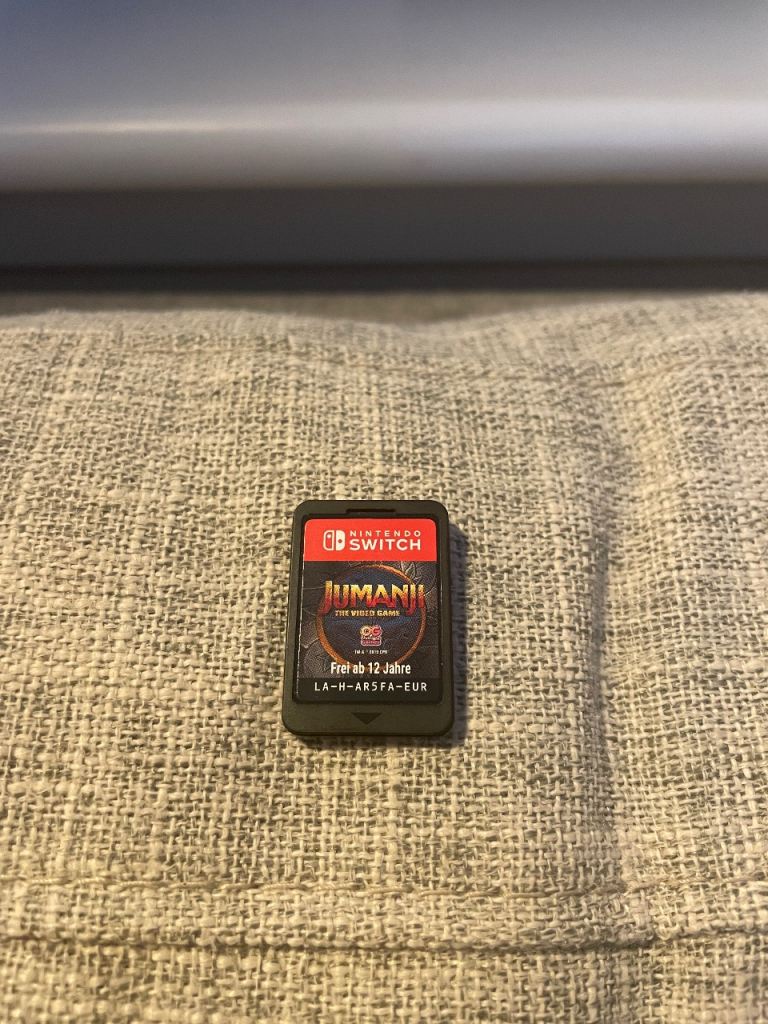 NINTENDO
SWITCH
JUMANJI
THE VIDEO GAME
Frei ab 12 Jahre
LA-H-AR5FA-EUR